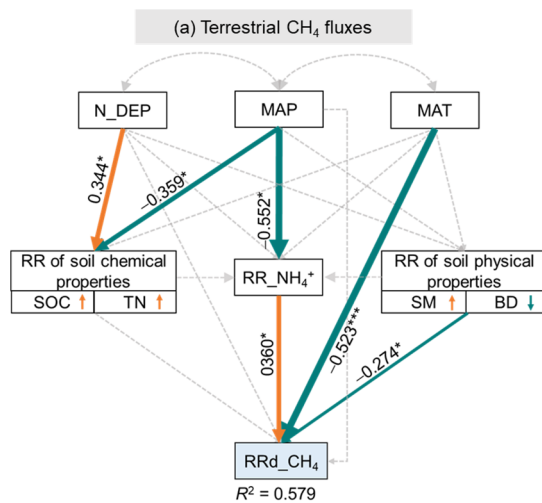 (a) Terrestrial CH₄ fluxes
N_DEP
MAP
MAT
0.344*
−0.359*
−0.552*
RR of soil chemical
properties
SOC ↑ TN ↑
RR_NH₄⁺
RR of soil physical
properties
SM ↑ BD ↓
0360*
−0.523***
−0.274*
RRd_CH₄
R² = 0.579